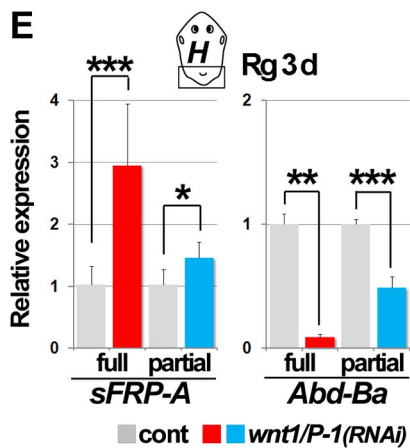 E
H
Rg 3 d
Relative expression
4
3
2
1
0
***
*
full
partial
sFRP-A
2
1
0
**
***
full
partial
Abd-Ba
cont
wnt1/P-1(RNAi)